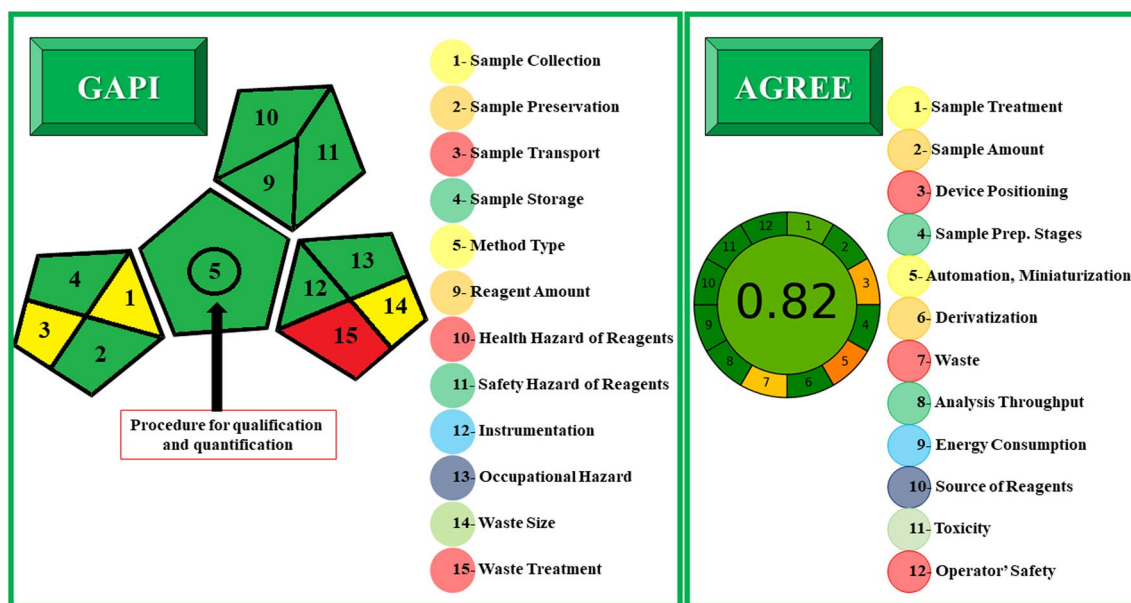 GAPI
10
11
9
4
1
3
2
5
13
12
14
15
Procedure for qualification
and quantification
1- Sample Collection
2- Sample Preservation
3- Sample Transport
4- Sample Storage
5- Method Type
9- Reagent Amount
10- Health Hazard of Reagents
11- Safety Hazard of Reagents
12- Instrumentation
13- Occupational Hazard
14- Waste Size
15- Waste Treatment
AGREE
12
1
11
2
10
3
9
4
8
5
7
6
0.82
1- Sample Treatment
2- Sample Amount
3- Device Positioning
4- Sample Prep. Stages
5- Automation, Miniaturization
6- Derivatization
7- Waste
8- Analysis Throughput
9- Energy Consumption
10- Source of Reagents
11- Toxicity
12- Operator’ Safety